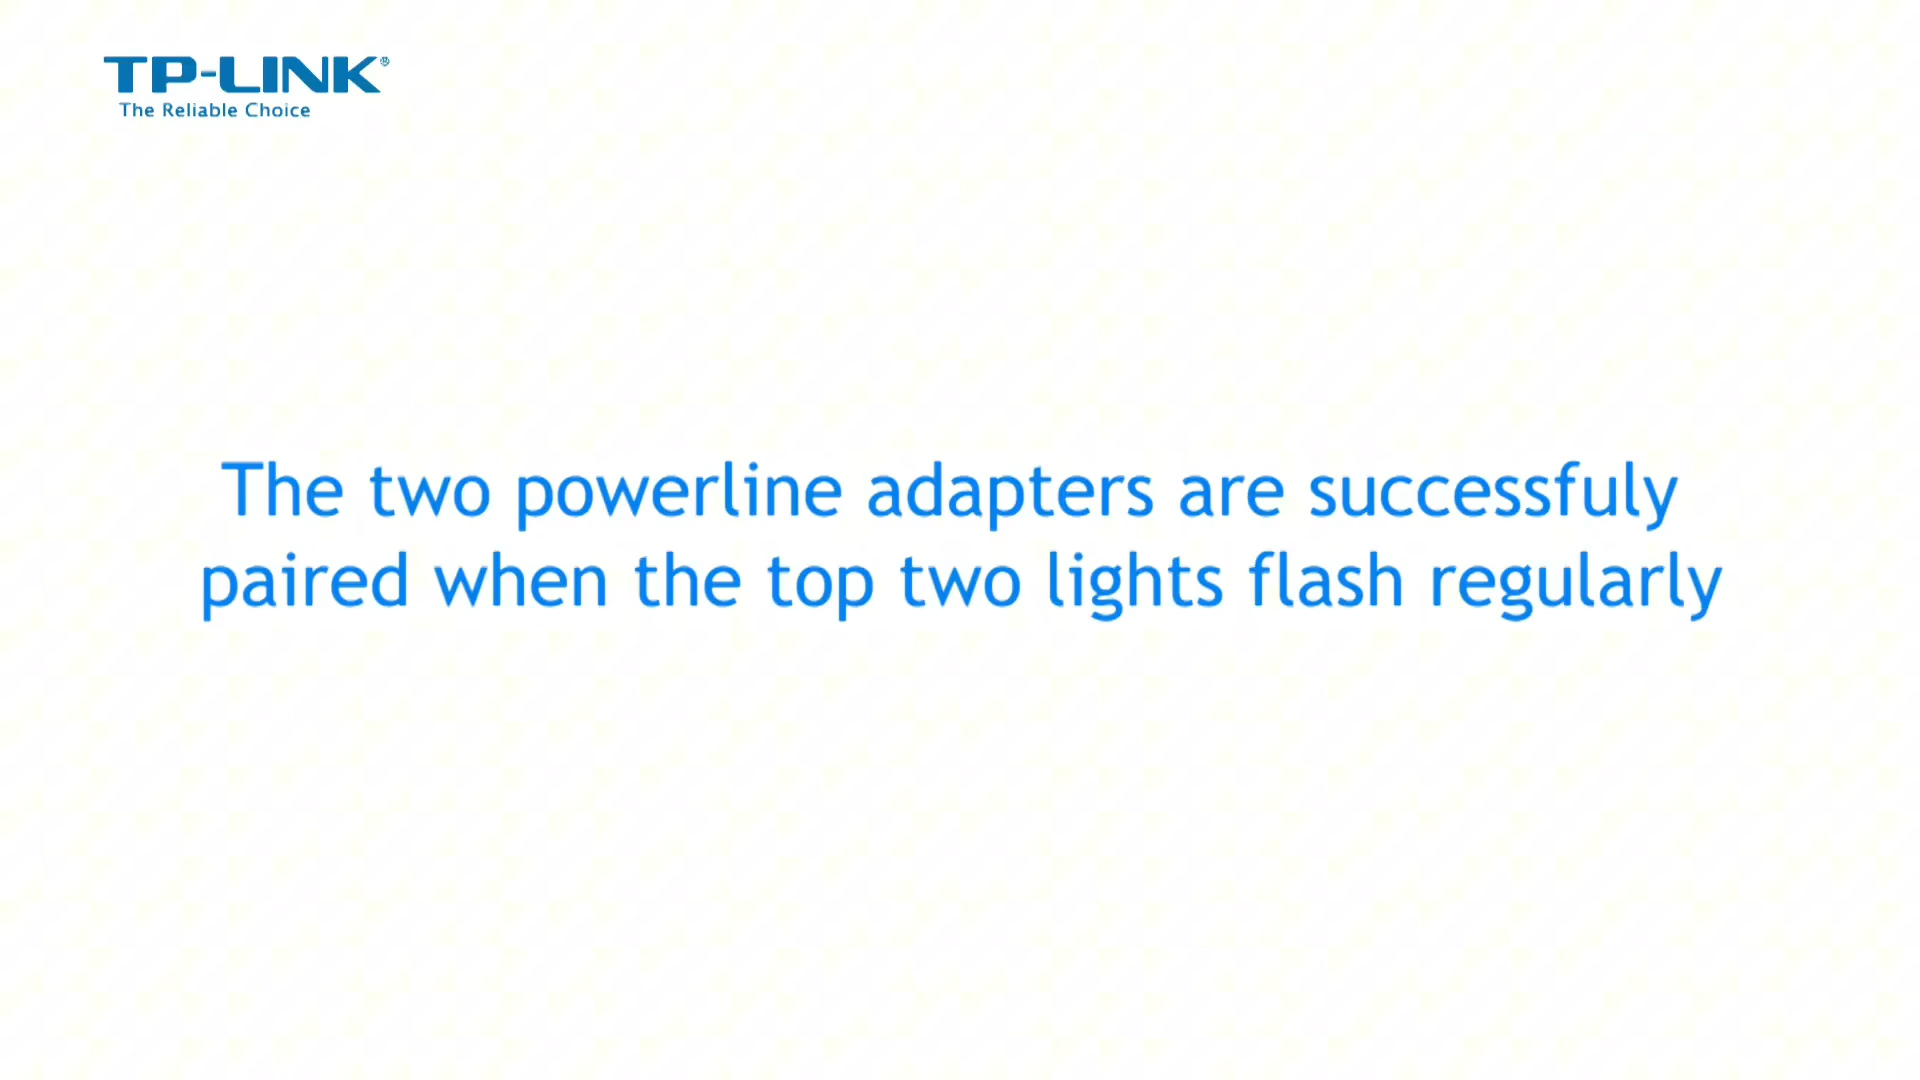 TP-LINK®
The Reliable Choice
The two powerline adapters are successfuly
paired when the top two lights flash regularly